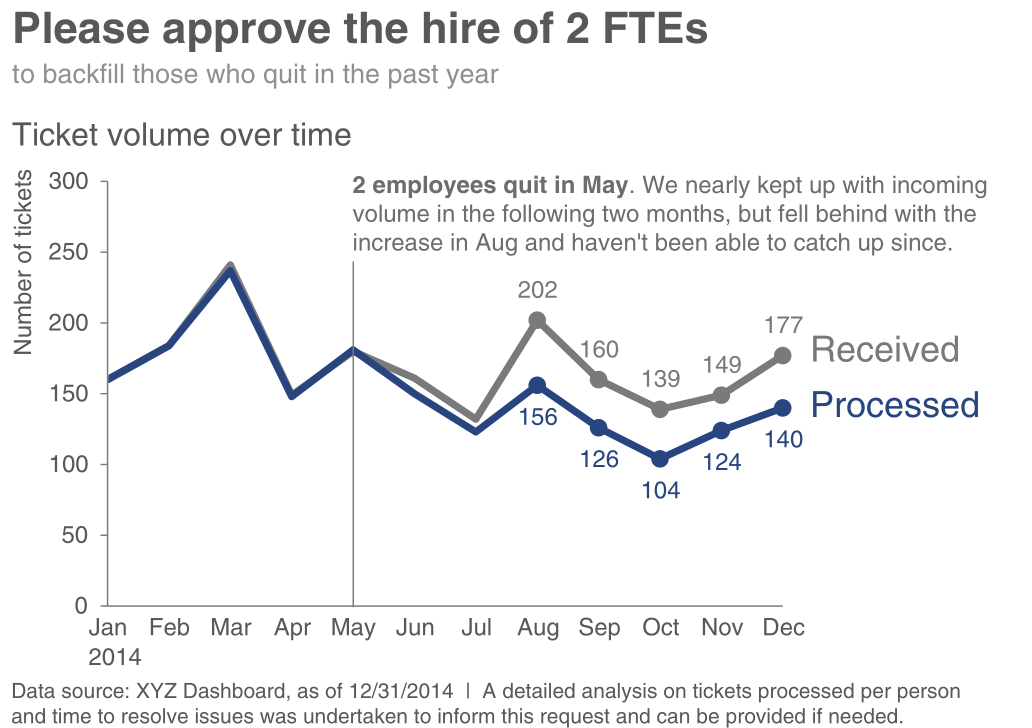 Please approve the hire of 2 FTEs
to backfill those who quit in the past year
Ticket volume over time
Number of tickets
300
250
200
150
100
50
0
2 employees quit in May. We nearly kept up with incoming
volume in the following two months, but fell behind with the
increase in Aug and haven't been able to catch up since.
202
160
139
149
177
Received
156
126
104
124
140
Processed
Jan Feb Mar Apr May Jun Jul Aug Sep Oct Nov Dec
2014
Data source: XYZ Dashboard, as of 12/31/2014 | A detailed analysis on tickets processed per person
and time to resolve issues was undertaken to inform this request and can be provided if needed.